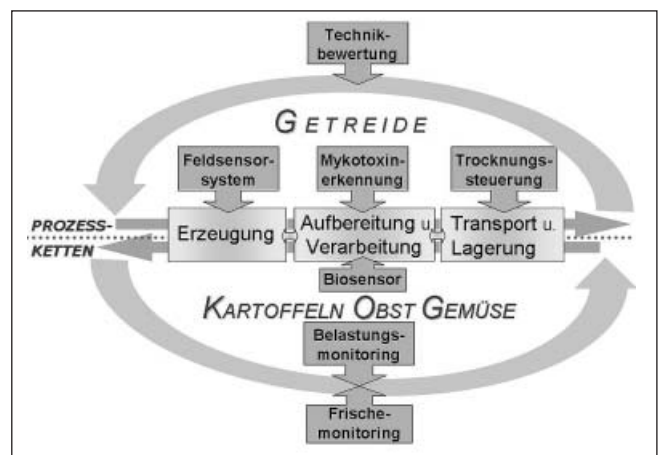 Technik-
bewertung
GETREIDE
Feldsensor-
system
Mykotoxin-
erkennung
Trocknungs-
steuerung
PROZESS-
KETTEN
Erzeugung
Aufbereitung u.
Verarbeitung
Transport u.
Lagerung
Biosensor
KARTOFFELN OBST GEMÜSE
Belastungs-
monitoring
Frische-
monitoring